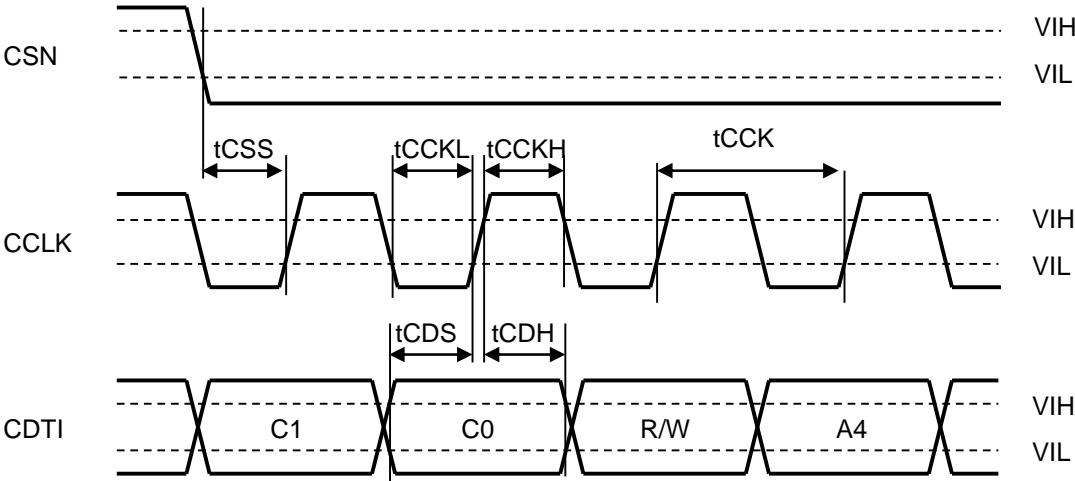 CSN
VIH
VIL
tCSS
tCCKL
tCCKH
tCCK
CCLK
VIH
VIL
tCDS
tCDH
CDTI
C1
C0
R/W
A4
VIH
VIL